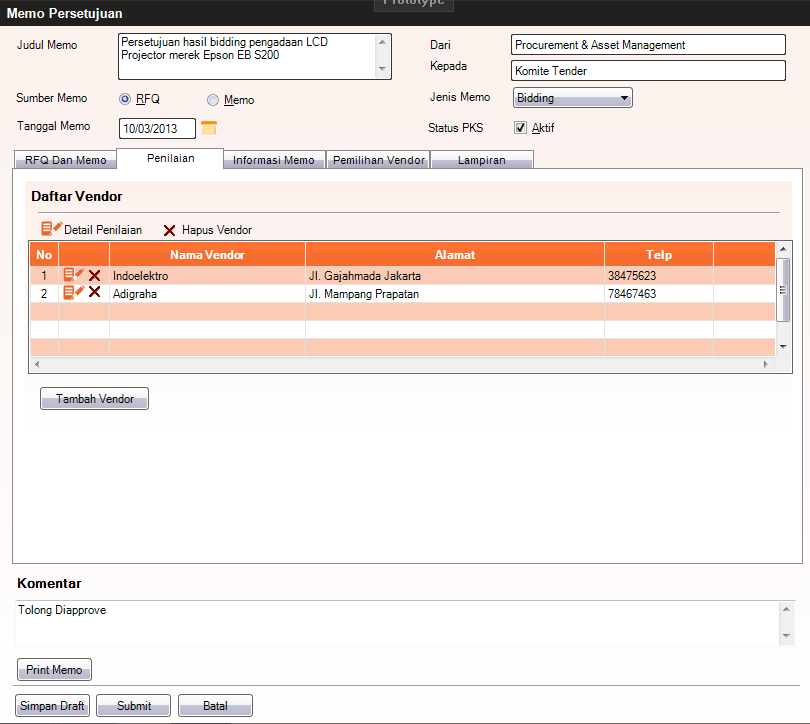 Prototype
Memo Persetujuan
Judul Memo
Persetujuan hasil bidding pengadaan LCD
Projector merek Epson EB S200
Dari
Procurement & Asset Management
Kepada
Komite Tender
Sumber Memo
RFQ
Memo
Jenis Memo
Bidding
Tanggal Memo
10/03/2013
Status PKS
Aktif
RFQ Dan Memo
Penilaian
Informasi Memo
Pemilihan Vendor
Lampiran
Daftar Vendor
Detail Penilaian
Hapus Vendor
No Nama Vendor Alamat Telp
1 Indoelektro Jl. Gajahmada Jakarta 38475623
2 Adigraha Jl. Mampang Prapatan 78467463
Tambah Vendor
Komentar
Tolong Diapprove
Print Memo
Simpan Draft
Submit
Batal